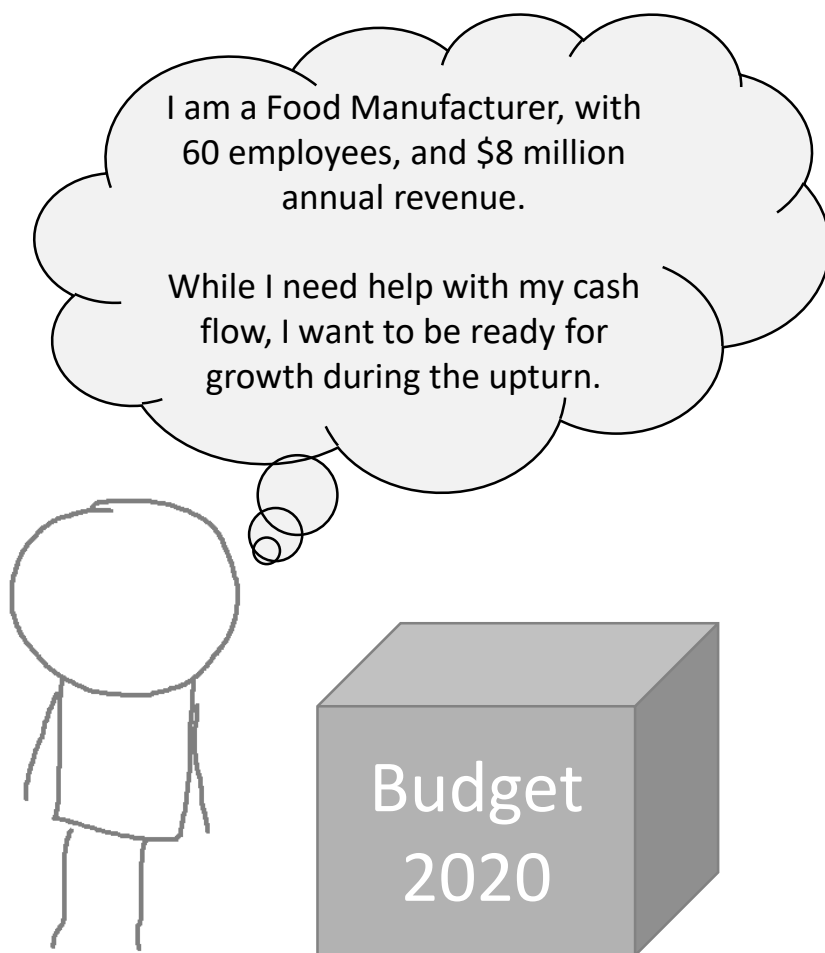 I am a Food Manufacturer, with
60 employees, and $8 million
annual revenue.
While I need help with my cash
flow, I want to be ready for
growth during the upturn.
Budget
2020